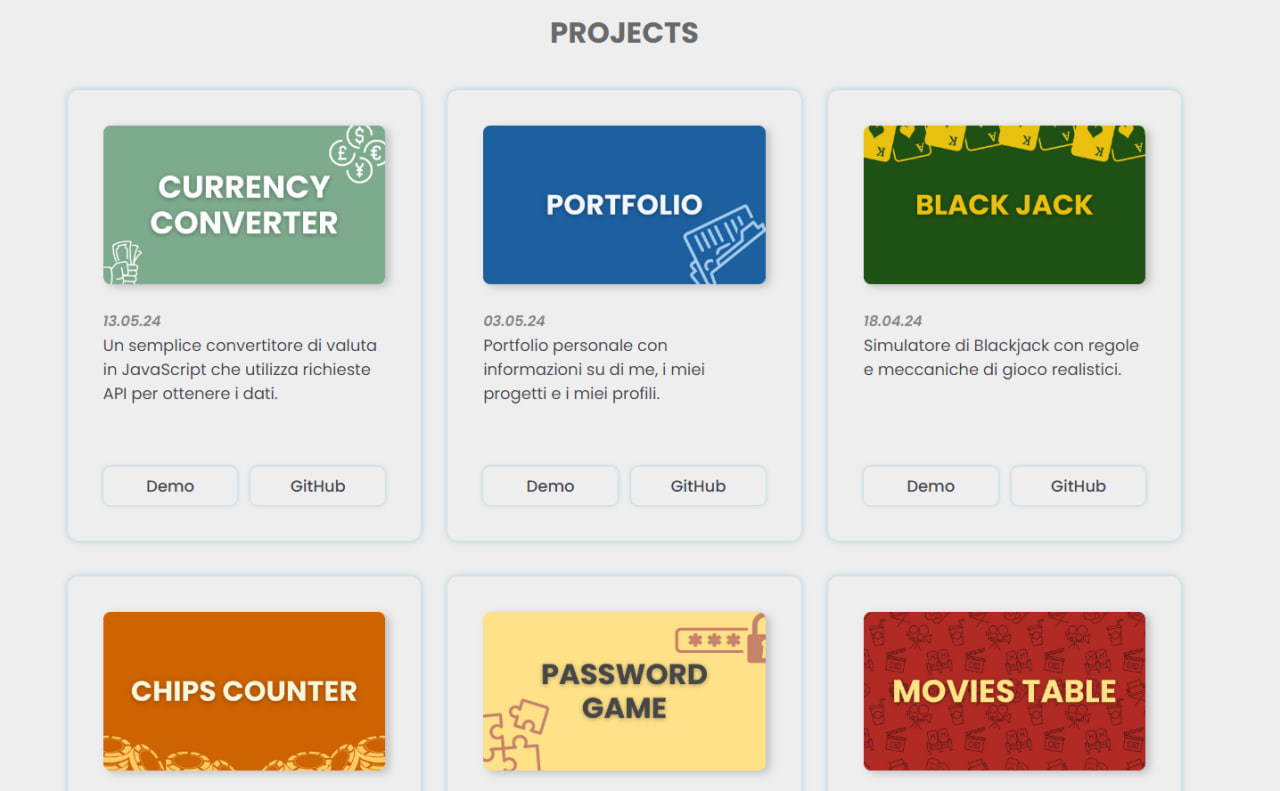 PROJECTS
CURRENCY
CONVERTER
13.05.24
Un semplice convertitore di valuta
in JavaScript che utilizza richieste
API per ottenere i dati.
Demo
GitHub
PORTFOLIO
03.05.24
Portfolio personale con
informazioni su di me, i miei
progetti e i miei profili.
Demo
GitHub
BLACK JACK
18.04.24
Simulatore di Blackjack con regole
e meccaniche di gioco realistici.
Demo
GitHub
CHIPS COUNTER
PASSWORD
GAME
MOVIES TABLE